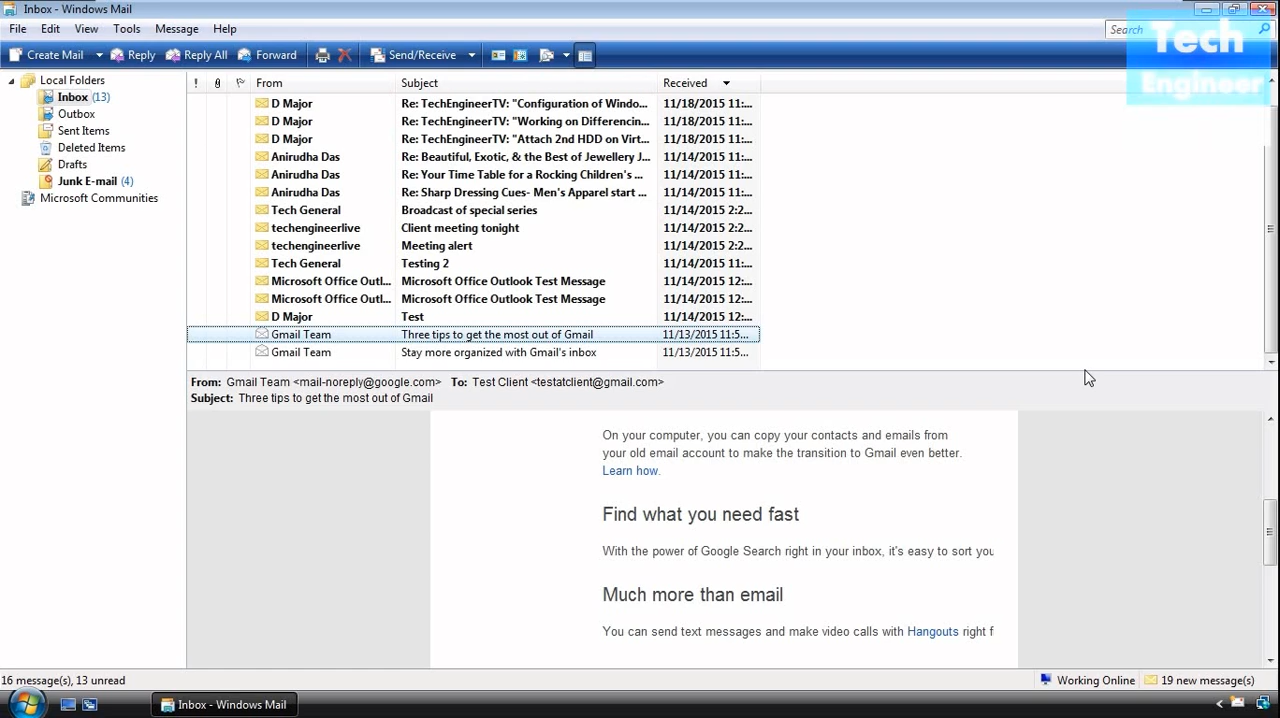 Inbox - Windows Mail
File Edit View Tools Message Help
Search
Tech
Engineer
Create Mail Reply Reply All Forward Send/Receive
Local Folders
Inbox (13)
Outbox
Sent Items
Deleted Items
Drafts
Junk E-mail (4)
Microsoft Communities
! From Subject Received
D Major Re: TechEngineerTV: "Configuration of Windo... 11/18/2015 11:...
D Major Re: TechEngineerTV: "Working on Differencin... 11/18/2015 11:...
D Major Re: TechEngineerTV: "Attach 2nd HDD on Virt... 11/18/2015 11:...
Anirudha Das Re: Beautiful, Exotic, & the Best of Jewellery J... 11/14/2015 11:...
Anirudha Das Re: Your Time Table for a Rocking Children's ... 11/14/2015 11:...
Anirudha Das Re: Sharp Dressing Cues- Men's Apparel start ... 11/14/2015 11:...
Tech General Broadcast of special series 11/14/2015 2:2...
techengineerlive Client meeting tonight 11/14/2015 2:2...
techengineerlive Meeting alert 11/14/2015 2:2...
Tech General Testing 2 11/14/2015 11:...
Microsoft Office Outl... Microsoft Office Outlook Test Message 11/14/2015 12:...
Microsoft Office Outl... Microsoft Office Outlook Test Message 11/14/2015 12:...
D Major Test 11/14/2015 12:...
Gmail Team Three tips to get the most out of Gmail 11/13/2015 11:5...
Gmail Team Stay more organized with Gmail's inbox 11/13/2015 11:5...
From: Gmail Team <mail-noreply@google.com> To: Test Client <testatclient@gmail.com>
Subject: Three tips to get the most out of Gmail
On your computer, you can copy your contacts and emails from
your old email account to make the transition to Gmail even better.
Learn how.
Find what you need fast
With the power of Google Search right in your inbox, it's easy to sort you
Much more than email
You can send text messages and make video calls with Hangouts right f
16 message(s), 13 unread
Working Online 19 new message(s)
Inbox - Windows Mail